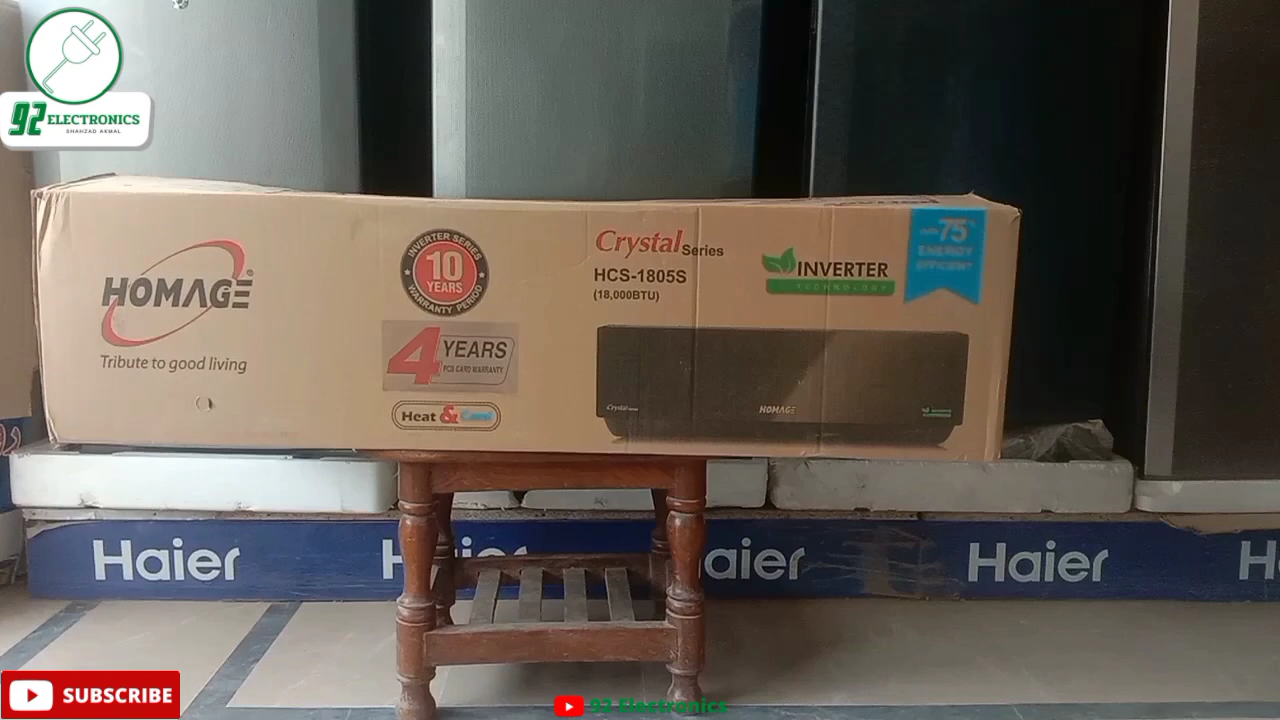 92 ELECTRONICS
SHAHZAD AKMAL
HOMAGE
Tribute to good living
INVERTER SERIES
10
YEARS
WARRANTY PERIOD
4 YEARS
PCB CARD WARRANTY
Heat & Cool
Crystal Series
HCS-1805S
(18,000BTU)
INVERTER
TECHNOLOGY
75%
ENERGY
EFFICIENT
Crystal
HOMAGE
Haier
Haier
aier
Haier
H
SUBSCRIBE
92 Electronics